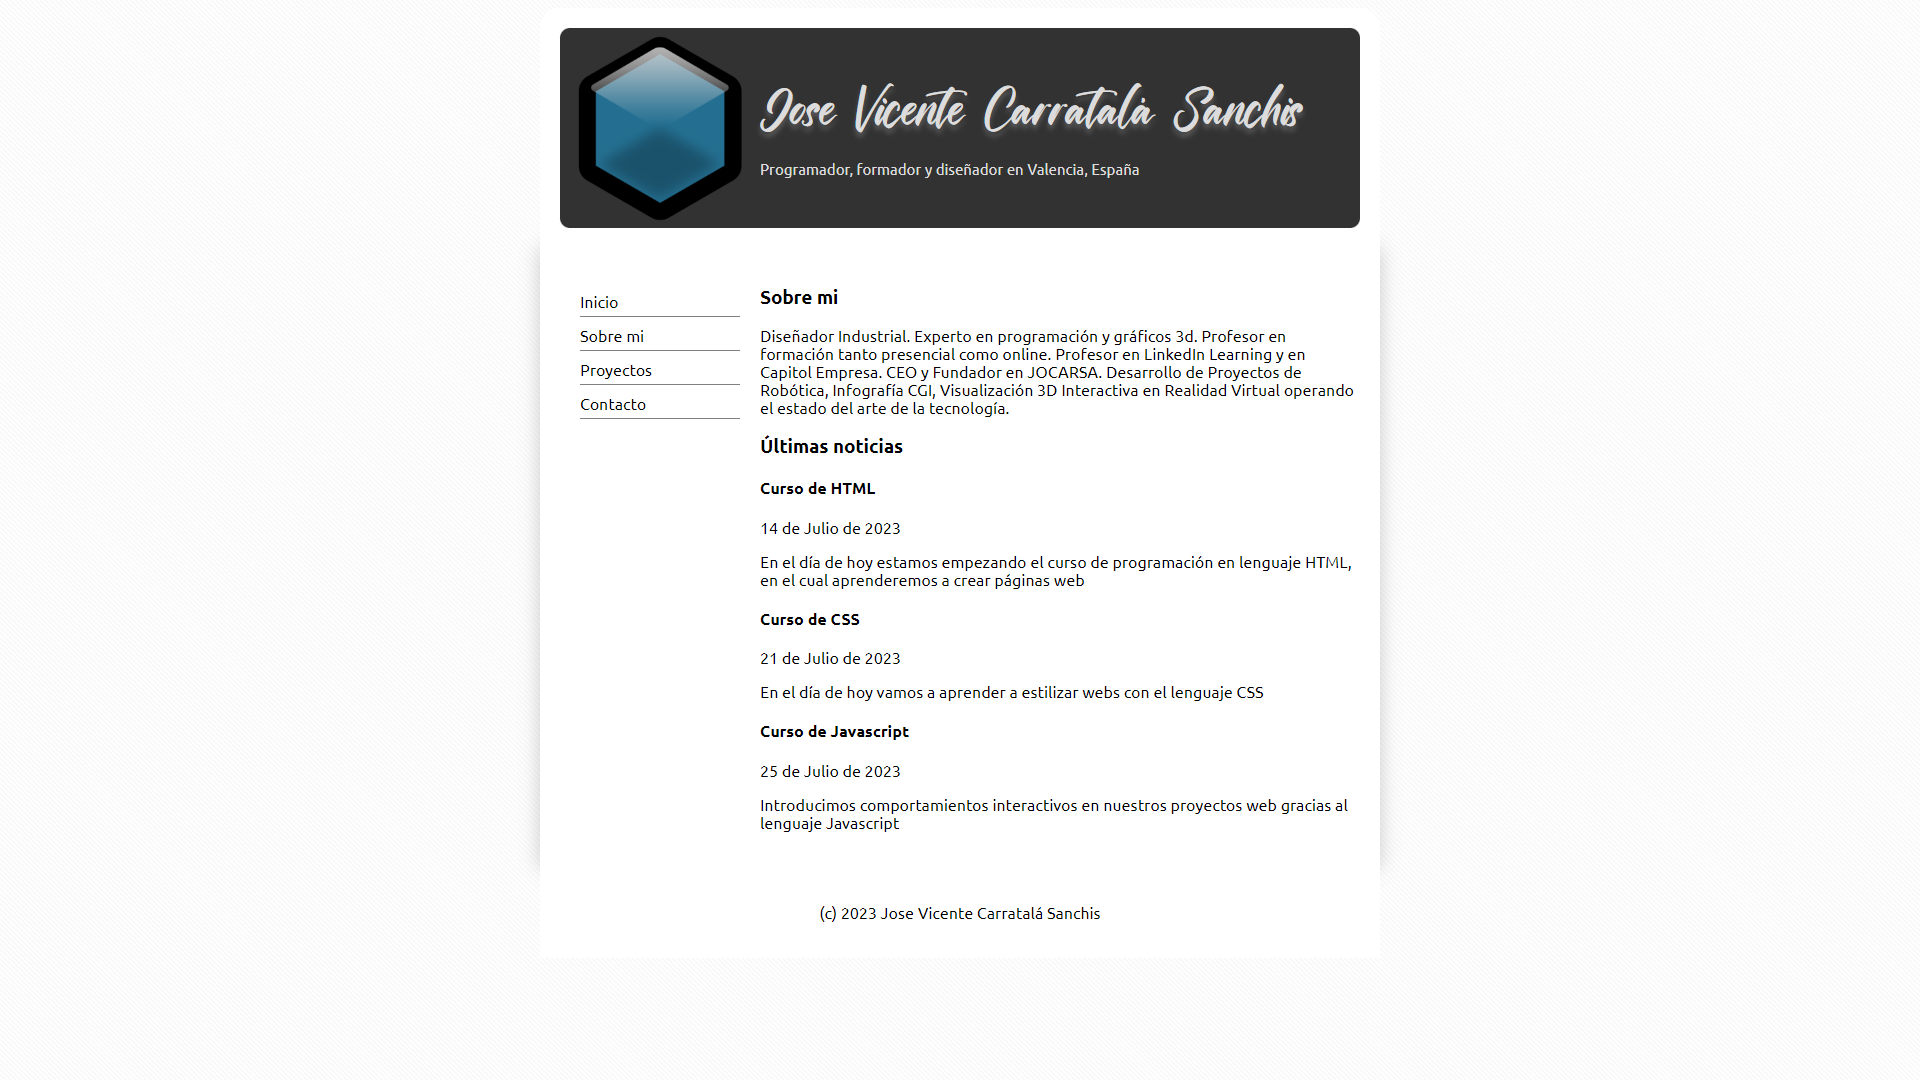 Jose Vicente Carratalá Sanchis
Programador, formador y diseñador en Valencia, España
Inicio
Sobre mi
Proyectos
Contacto
Sobre mi
Diseñador Industrial. Experto en programación y gráficos 3d. Profesor en
formación tanto presencial como online. Profesor en LinkedIn Learning y en
Capitol Empresa. CEO y Fundador en JOCARSA. Desarrollo de Proyectos de
Robótica, Infografía CGI, Visualización 3D Interactiva en Realidad Virtual operando
el estado del arte de la tecnología.
Últimas noticias
Curso de HTML
14 de Julio de 2023
En el día de hoy estamos empezando el curso de programación en lenguaje HTML,
en el cual aprenderemos a crear páginas web
Curso de CSS
21 de Julio de 2023
En el día de hoy vamos a aprender a estilizar webs con el lenguaje CSS
Curso de Javascript
25 de Julio de 2023
Introducimos comportamientos interactivos en nuestros proyectos web gracias al
lenguaje Javascript
(c) 2023 Jose Vicente Carratalá Sanchis